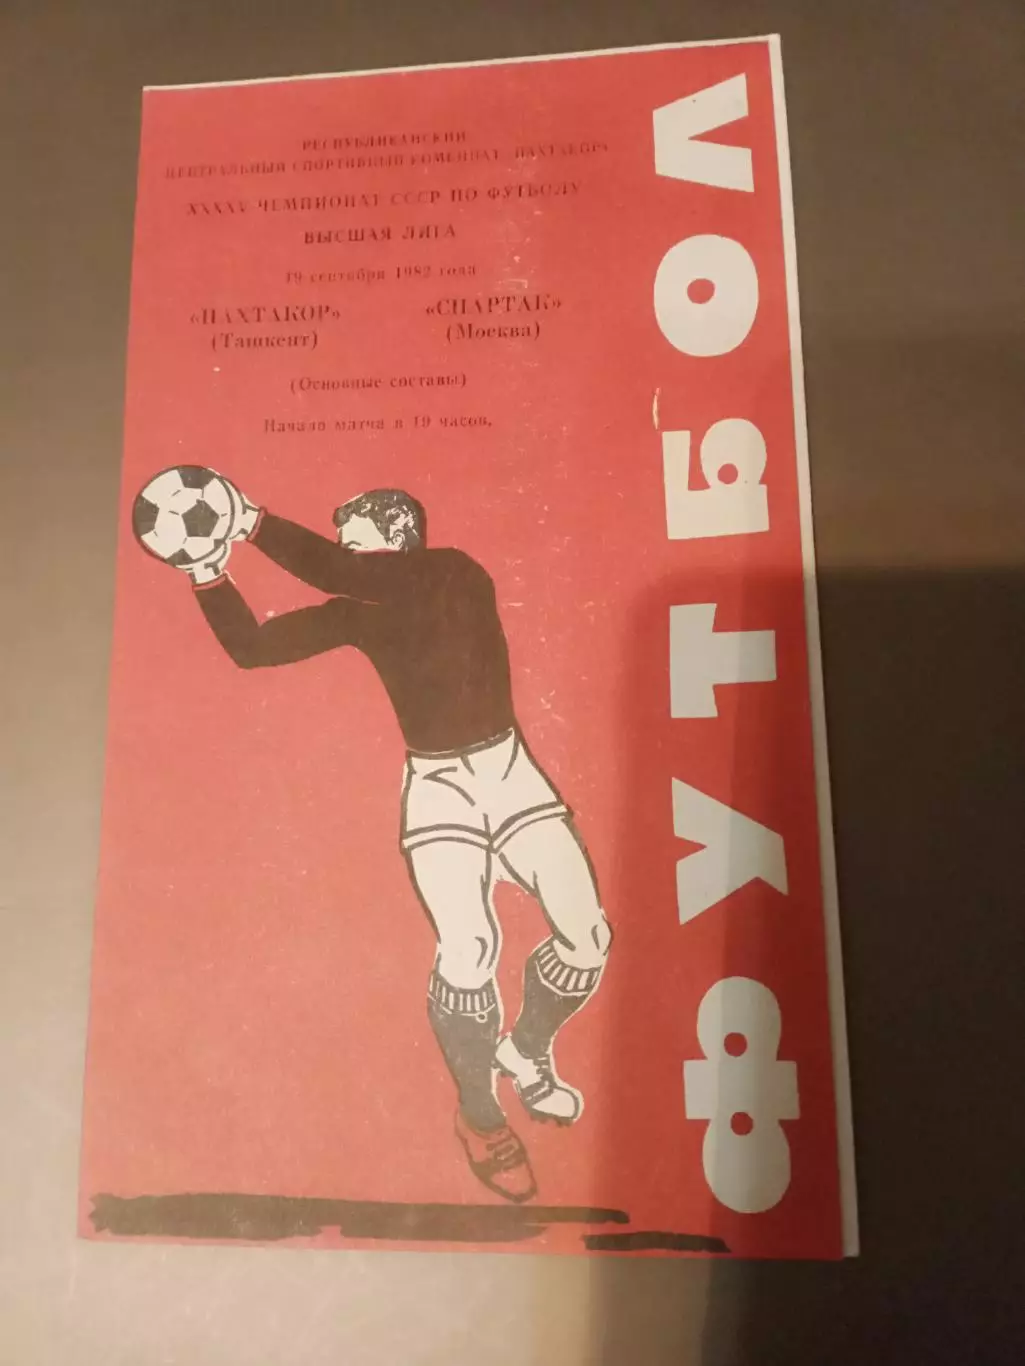 РЕСПУБЛИКАНСКИЙ
ЦЕНТРАЛЬНЫЙ СПОРТИВНЫЙ КОМБИНАТ «ПАХТАКОР»
XXXXV ЧЕМПИОНАТ СССР ПО ФУТБОЛУ
ВЫСШАЯ ЛИГА
19 сентября 1982 года
«ПАХТАКОР» «СПАРТАК»
(Ташкент) (Москва)
(Основные составы)
Начало матча в 19 часов.
ФУТБОЛ